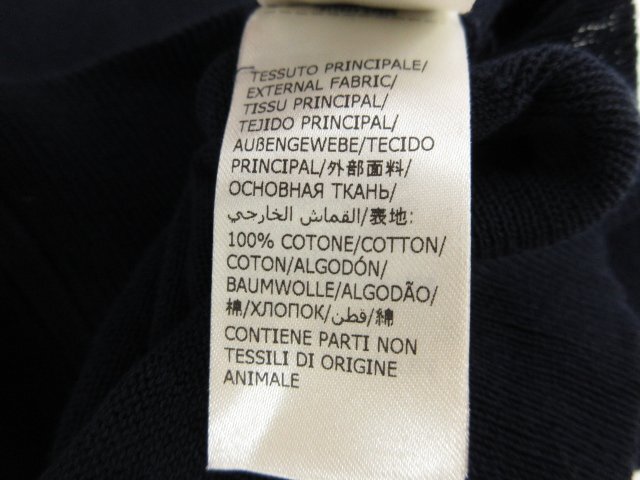 TESSUTO PRINCIPALE/
EXTERNAL FABRIC/
TISSU PRINCIPAL/
TEJIDO PRINCIPAL/
AUßENGEWEBE/TECIDO
PRINCIPAL/外部面料/
ОСНОВНАЯ ТКАНЬ/
القماش الخارجي/表地:
100% COTONE/COTTON/
COTON/ALGODÓN/
BAUMWOLLE/ALGODÃO/
棉/ХЛОПОК/قطن/綿
CONTIENE PARTI NON
TESSILI DI ORIGINE
ANIMALE